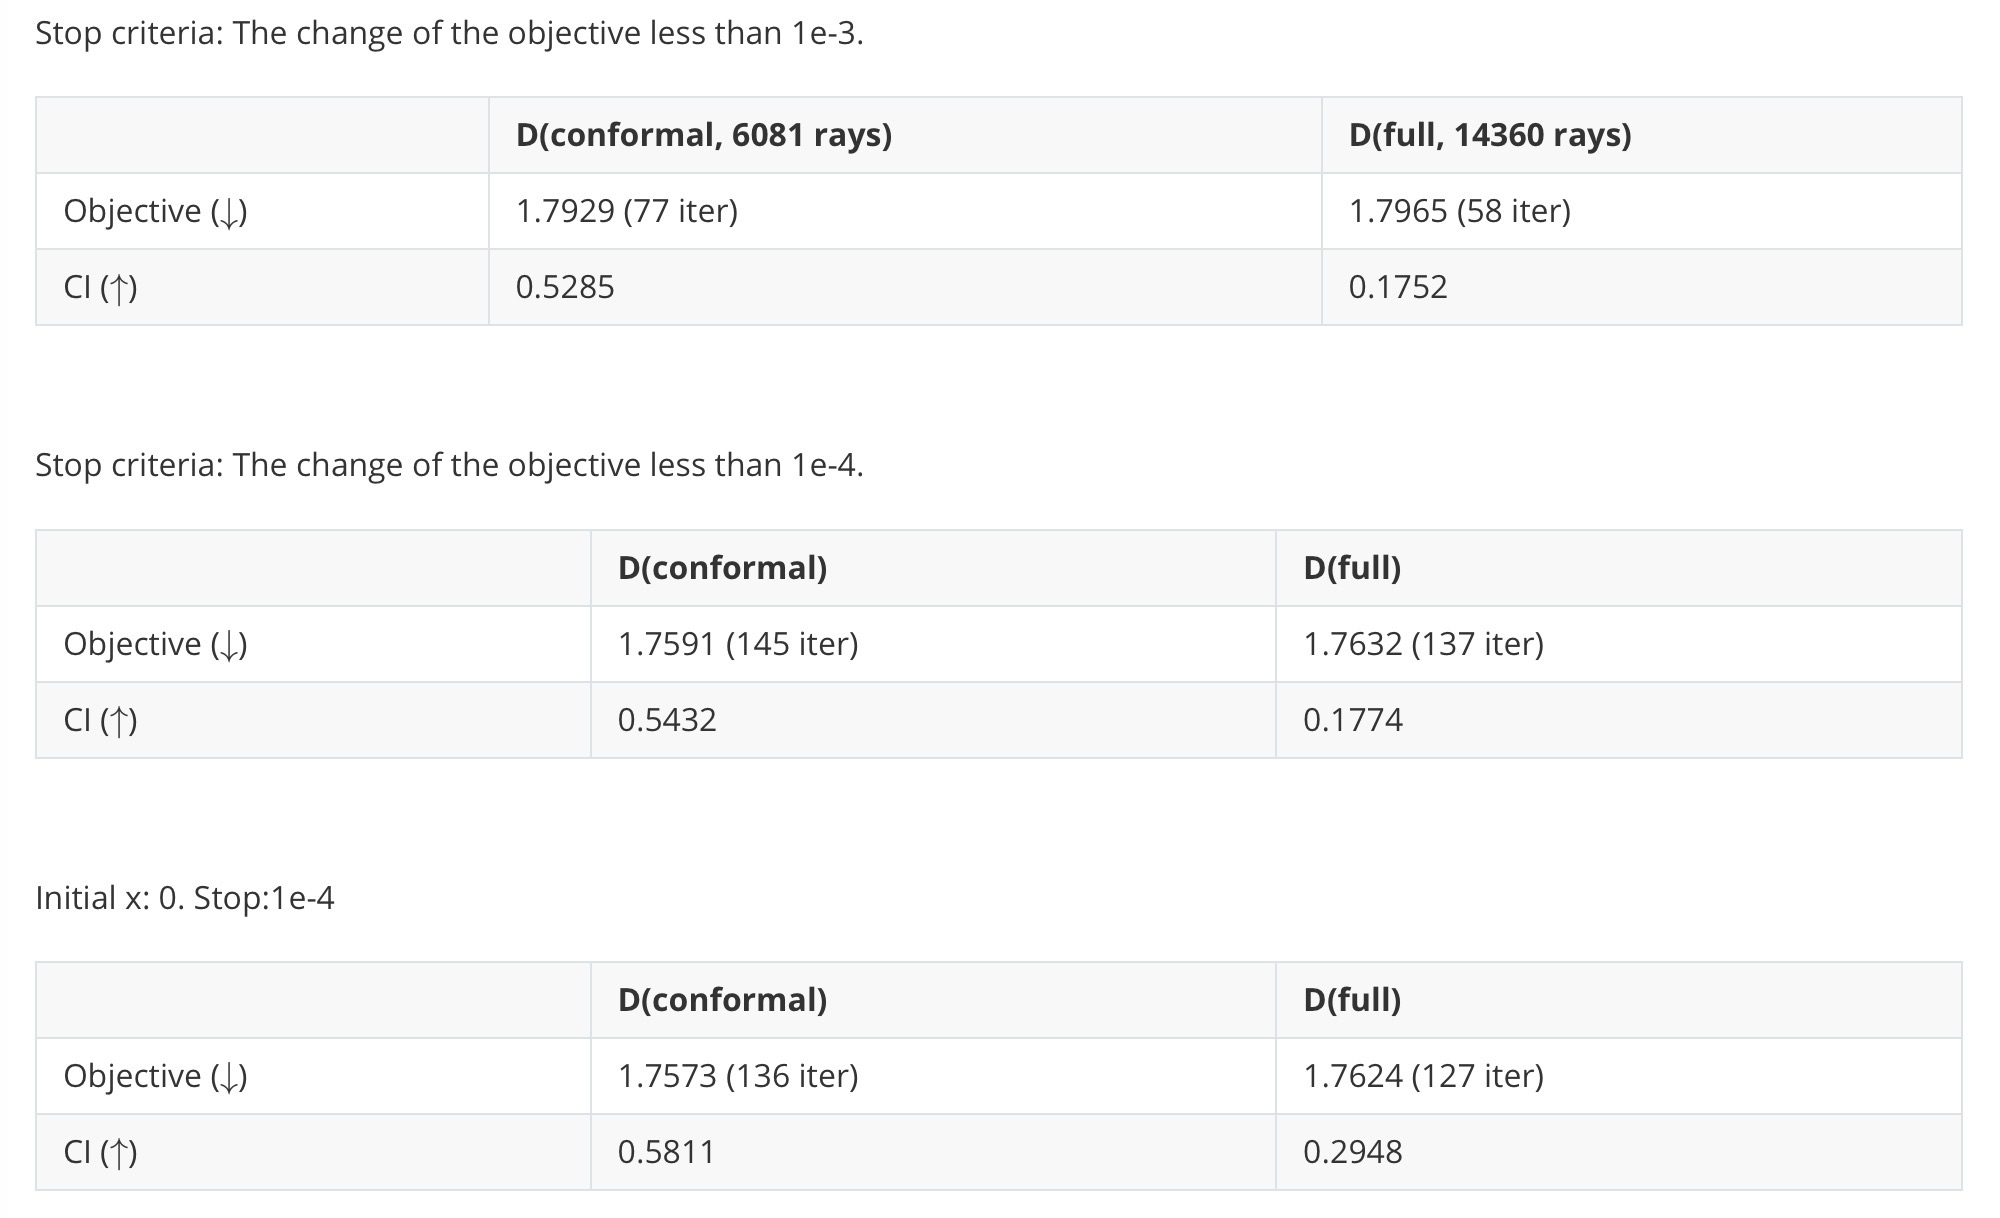 Stop criteria: The change of the objective less than 1e-3.
D(conformal, 6081 rays) D(full, 14360 rays)
Objective (↓) 1.7929 (77 iter) 1.7965 (58 iter)
CI (↑) 0.5285 0.1752
Stop criteria: The change of the objective less than 1e-4.
D(conformal) D(full)
Objective (↓) 1.7591 (145 iter) 1.7632 (137 iter)
CI (↑) 0.5432 0.1774
Initial x: 0. Stop:1e-4
D(conformal) D(full)
Objective (↓) 1.7573 (136 iter) 1.7624 (127 iter)
CI (↑) 0.5811 0.2948